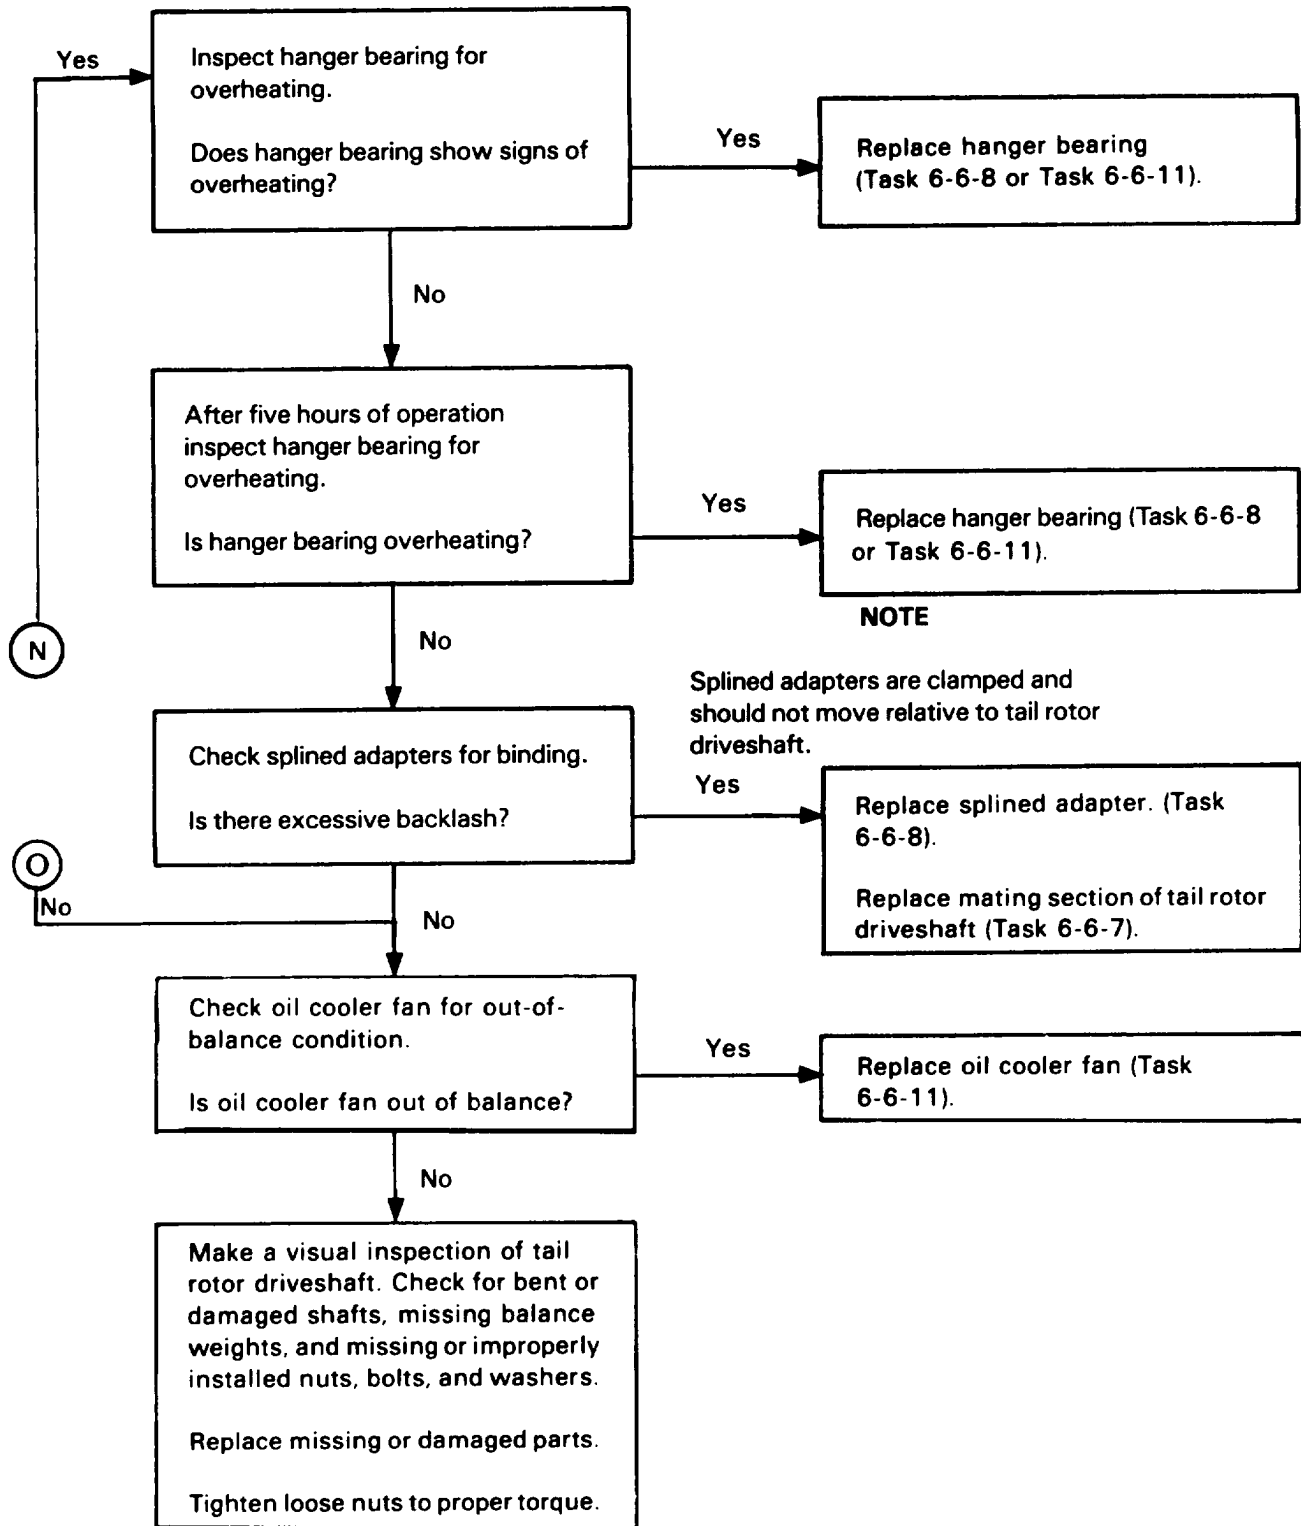 Yes
Inspect hanger bearing for
overheating.
Does hanger bearing show signs of
overheating?
Yes
Replace hanger bearing
(Task 6-6-8 or Task 6-6-11).
No
After five hours of operation
inspect hanger bearing for
overheating.
Is hanger bearing overheating?
Yes
Replace hanger bearing (Task 6-6-8
or Task 6-6-11).
NOTE
N
No
Splined adapters are clamped and
should not move relative to tail rotor
driveshaft.
Check splined adapters for binding.
Is there excessive backlash?
Yes
Replace splined adapter. (Task
6-6-8).
Replace mating section of tail rotor
driveshaft (Task 6-6-7).
O
No
No
Check oil cooler fan for out-of-
balance condition.
Is oil cooler fan out of balance?
Yes
Replace oil cooler fan (Task
6-6-11).
No
Make a visual inspection of tail
rotor driveshaft. Check for bent or
damaged shafts, missing balance
weights, and missing or improperly
installed nuts, bolts, and washers.
Replace missing or damaged parts.
Tighten loose nuts to proper torque.